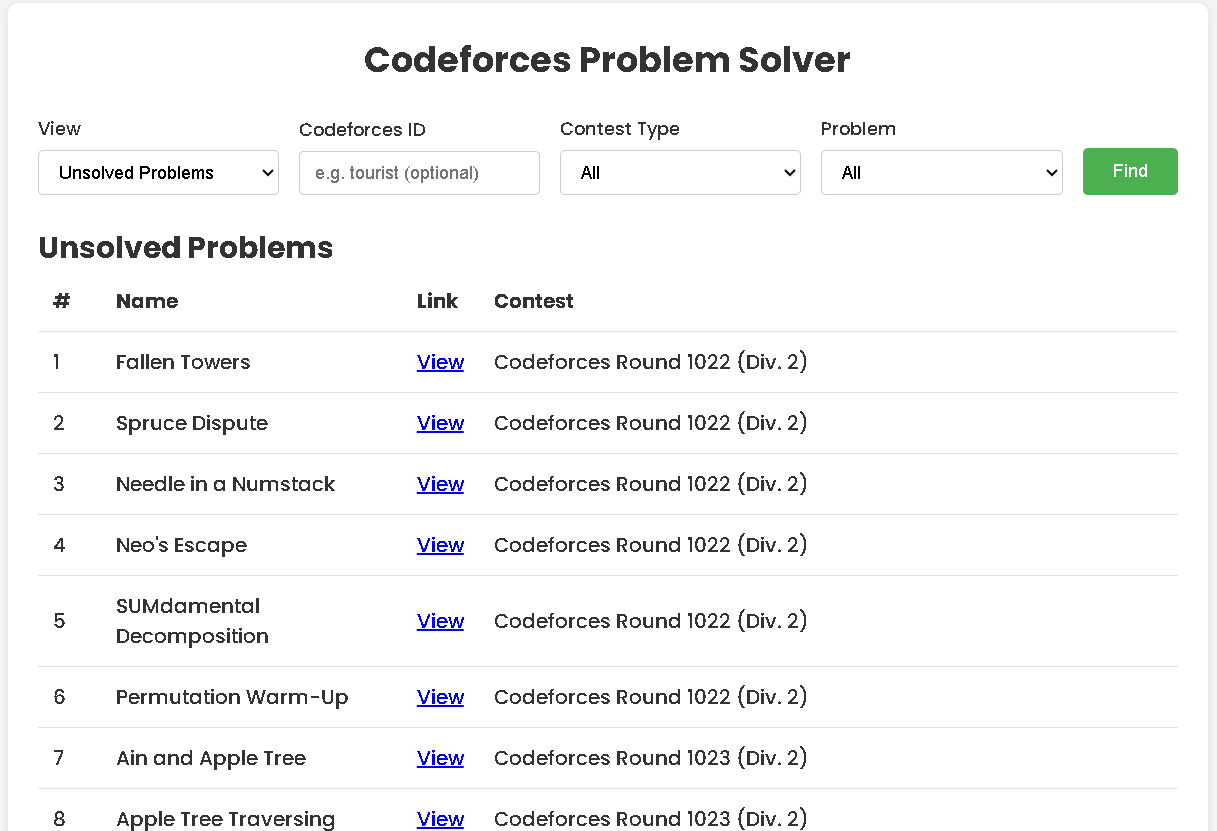 Codeforces Problem Solver
View Codeforces ID Contest Type Problem
Unsolved Problems e.g. tourist (optional) All All Find
Unsolved Problems
# Name Link Contest
1 Fallen Towers View Codeforces Round 1022 (Div. 2)
2 Spruce Dispute View Codeforces Round 1022 (Div. 2)
3 Needle in a Numstack View Codeforces Round 1022 (Div. 2)
4 Neo's Escape View Codeforces Round 1022 (Div. 2)
5 SUMdamental
Decomposition View Codeforces Round 1022 (Div. 2)
6 Permutation Warm-Up View Codeforces Round 1022 (Div. 2)
7 Ain and Apple Tree View Codeforces Round 1023 (Div. 2)
8 Apple Tree Traversing View Codeforces Round 1023 (Div. 2)